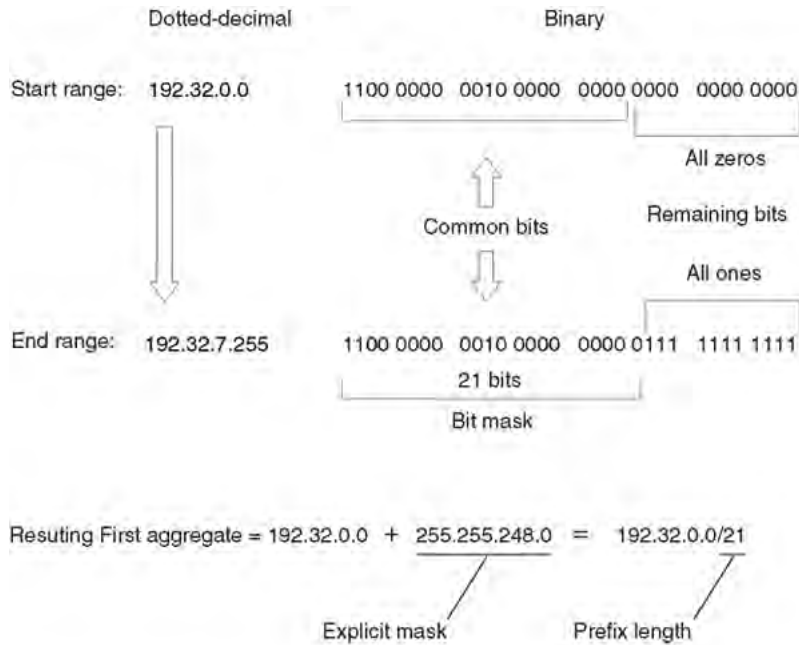 Dotted-decimal Binary
Start range: 192.32.0.0 1100 0000 0010 0000 0000 0000 0000 0000
All zeros
Common bits Remaining bits
All ones
End range: 192.32.7.255 1100 0000 0010 0000 0000 0111 1111 1111
21 bits
Bit mask
Resuting First aggregate = 192.32.0.0 + 255.255.248.0 = 192.32.0.0/21
Explicit mask Prefix length